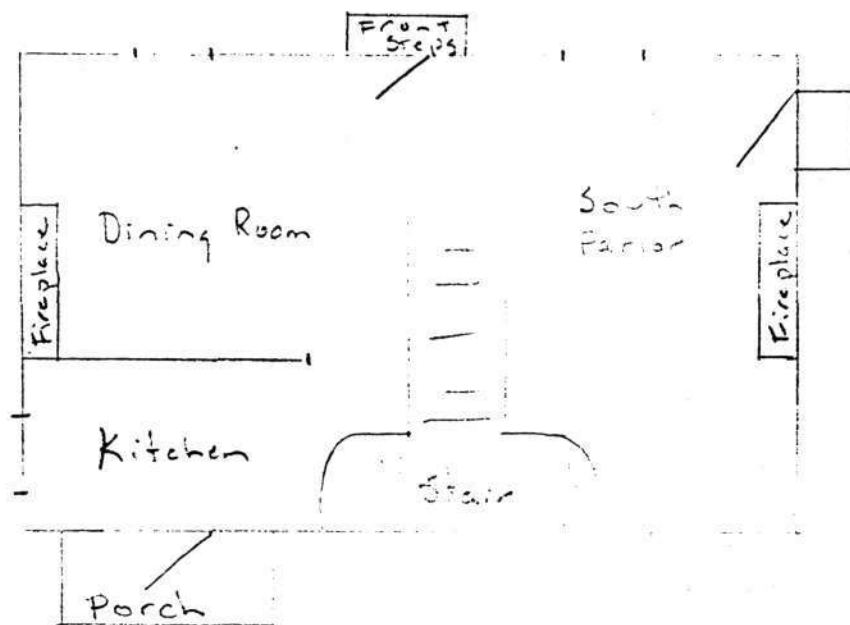 Front
Steps
Dining Room
South
Parlor
Fireplace
Fireplace
Kitchen
Stair
Porch